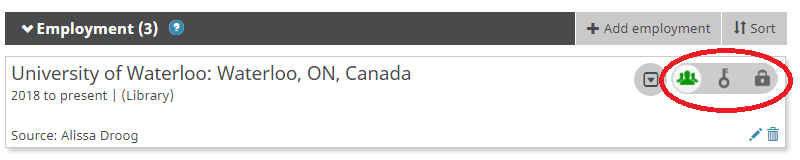 Employment (3) ? Add employment Sort
University of Waterloo: Waterloo, ON, Canada
2018 to present | (Library)
Source: Alissa Droog